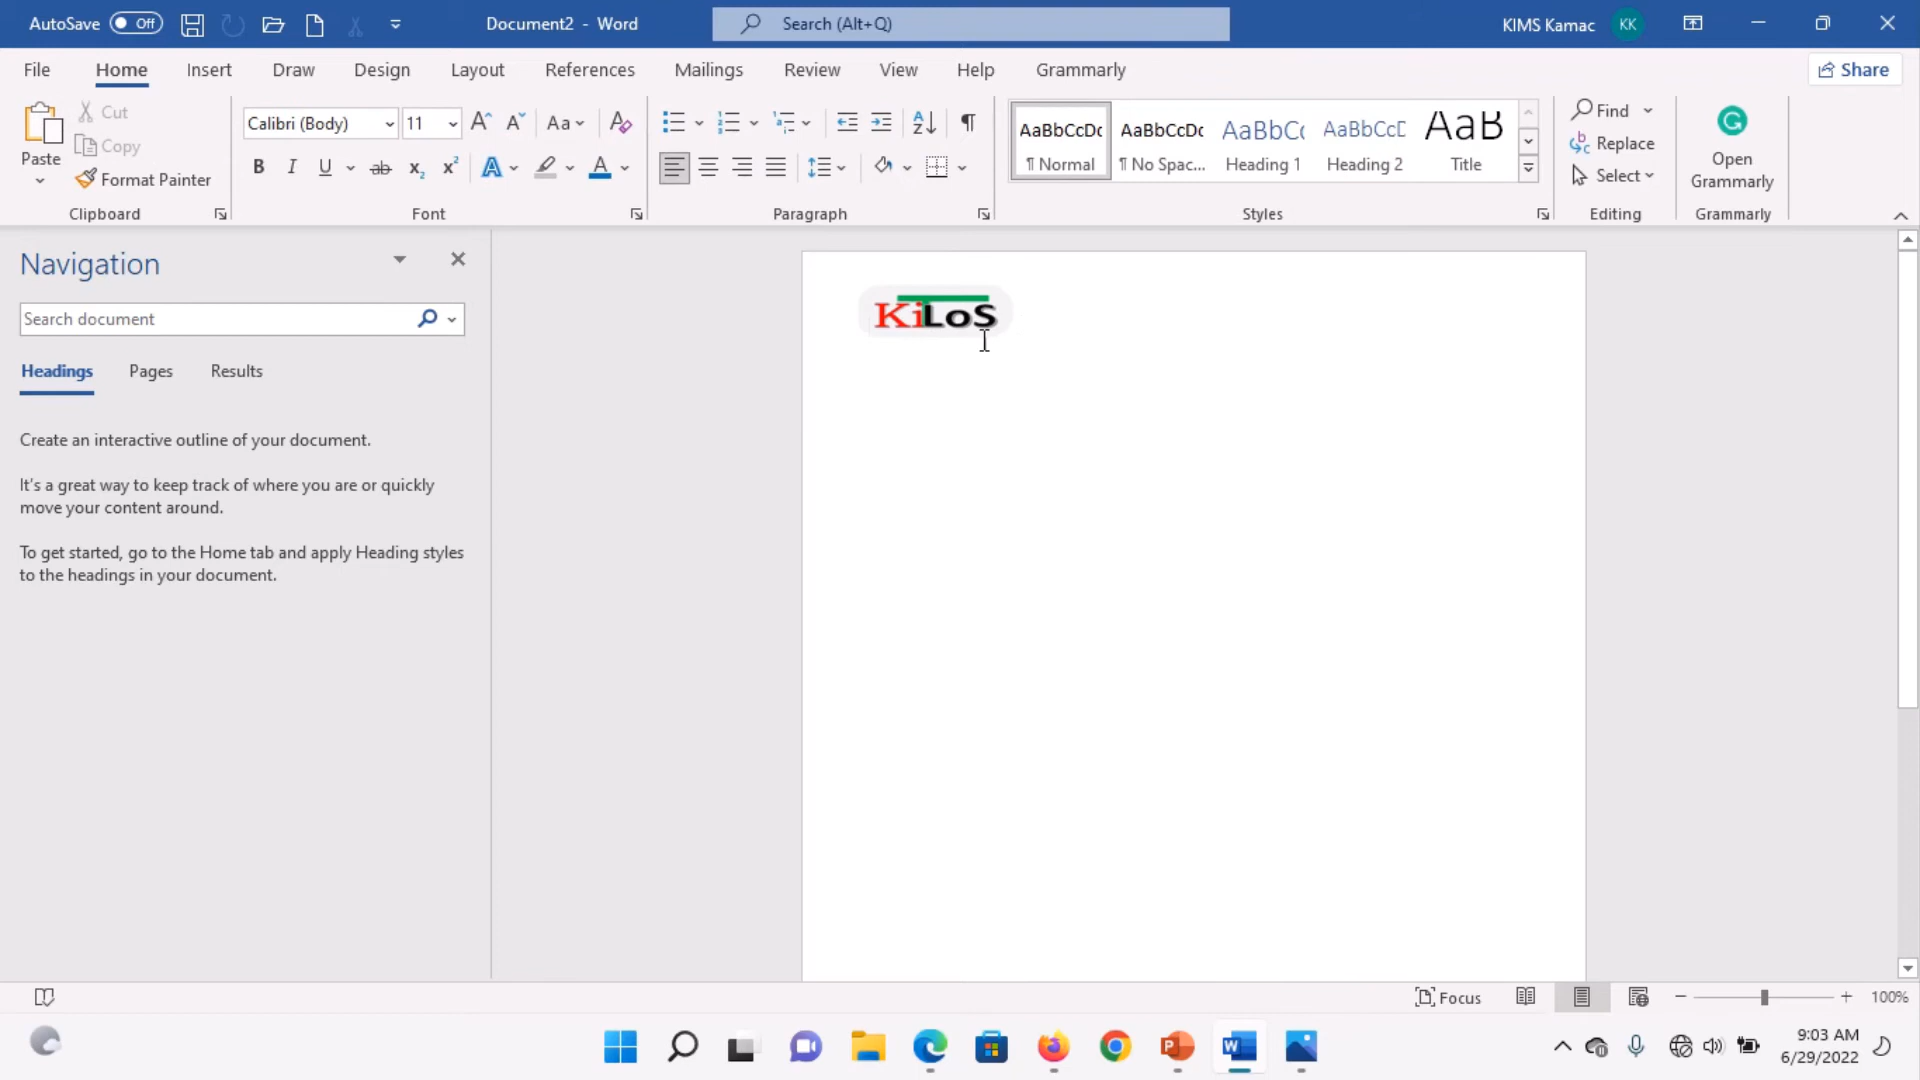 AutoSave Off Document2 - Word Search (Alt+Q) KIMS Kamac KK
File Home Insert Draw Design Layout References Mailings Review View Help Grammarly Share
Paste Cut Copy Format Painter
Calibri (Body) 11
AaBbCcDc AaBbCcDc AaBbCc AaBbCcD AaB
¶ Normal ¶ No Spac... Heading 1 Heading 2 Title
Find
Replace
Select
Open
Grammarly
Clipboard Font Paragraph Styles Editing Grammarly
Navigation
Search document
Headings Pages Results
Create an interactive outline of your document.
It's a great way to keep track of where you are or quickly
move your content around.
To get started, go to the Home tab and apply Heading styles
to the headings in your document.
KiLoS
Focus 100%
9:03 AM
6/29/2022